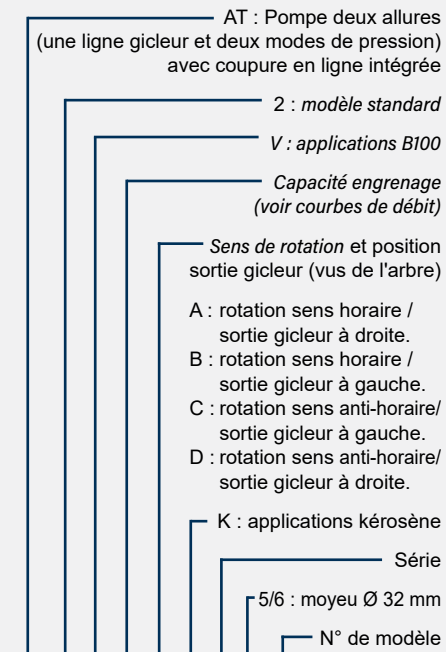 AT : Pompe deux allures
(une ligne gicleur et deux modes de pression)
avec coupure en ligne intégrée
2 : modèle standard
V : applications B100
Capacité engrenage
(voir courbes de débit)
Sens de rotation et position
sortie gicleur (vus de l'arbre)
A : rotation sens horaire /
sortie gicleur à droite.
B : rotation sens horaire /
sortie gicleur à gauche.
C : rotation sens anti-horaire/
sortie gicleur à gauche.
D : rotation sens anti-horaire/
sortie gicleur à droite.
K : applications kérosène
Série
5/6 : moyeu Ø 32 mm
N° de modèle